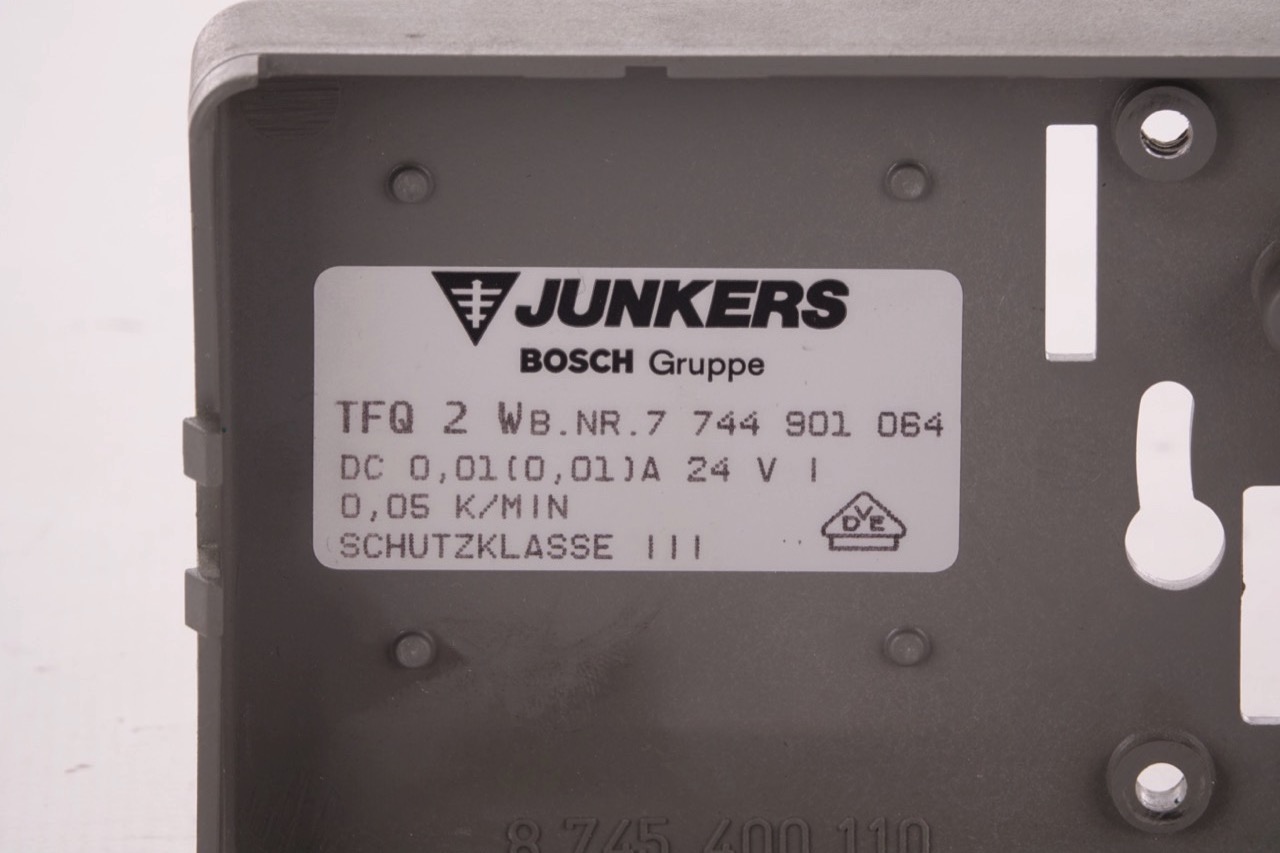 JUNKERS
BOSCH Gruppe
TFQ 2 W B.NR.7 744 901 064
DC 0,01(0,01)A 24 V I
0,05 K/MIN
SCHUTZKLASSE III
DVE
8 745 400 110